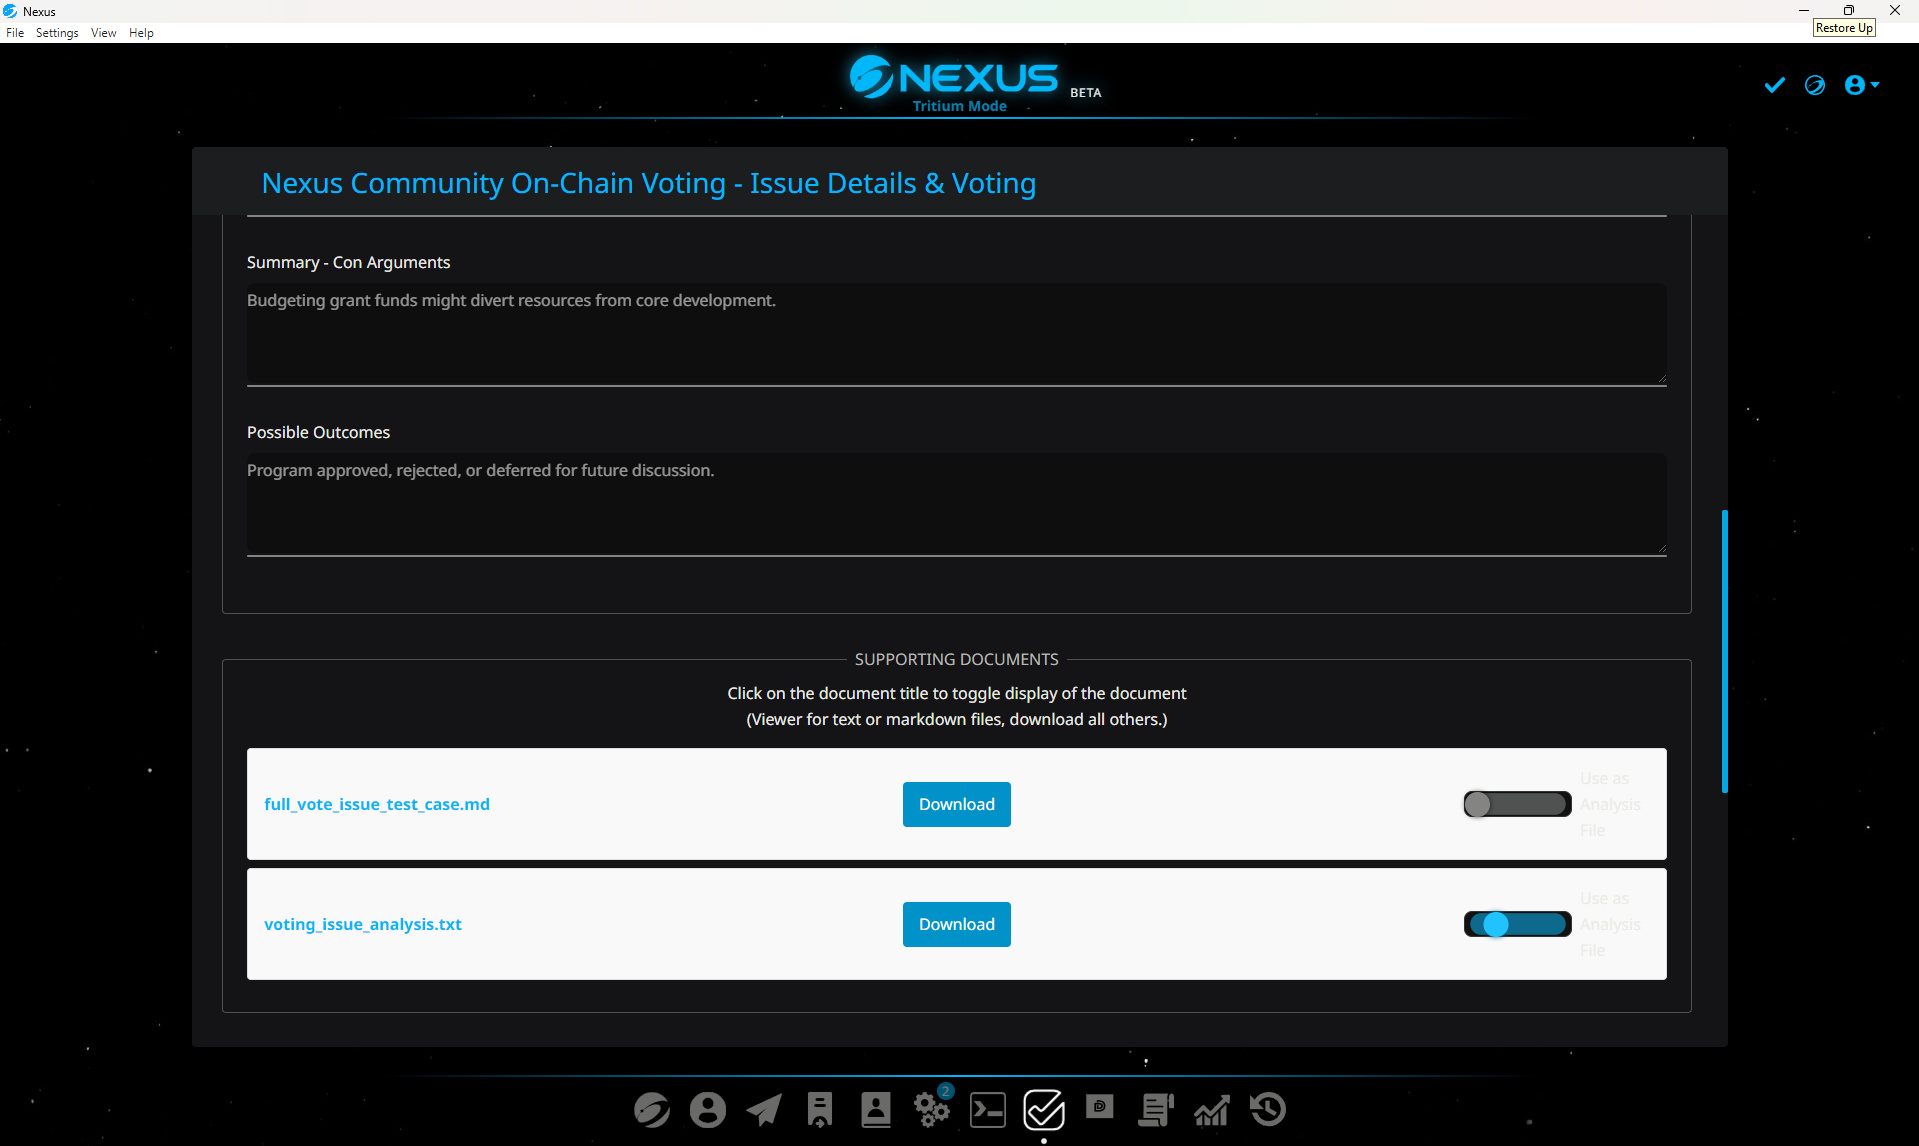 Nexus
File Settings View Help
Restore Up
NEXUS BETA
Tritium Mode
Nexus Community On-Chain Voting - Issue Details & Voting
Summary - Con Arguments
Budgeting grant funds might divert resources from core development.
Possible Outcomes
Program approved, rejected, or deferred for future discussion.
SUPPORTING DOCUMENTS
Click on the document title to toggle display of the document
(Viewer for text or markdown files, download all others.)
full_vote_issue_test_case.md
Download
Use as
Analysis
File
voting_issue_analysis.txt
Download
Use as
Analysis
File
2
D